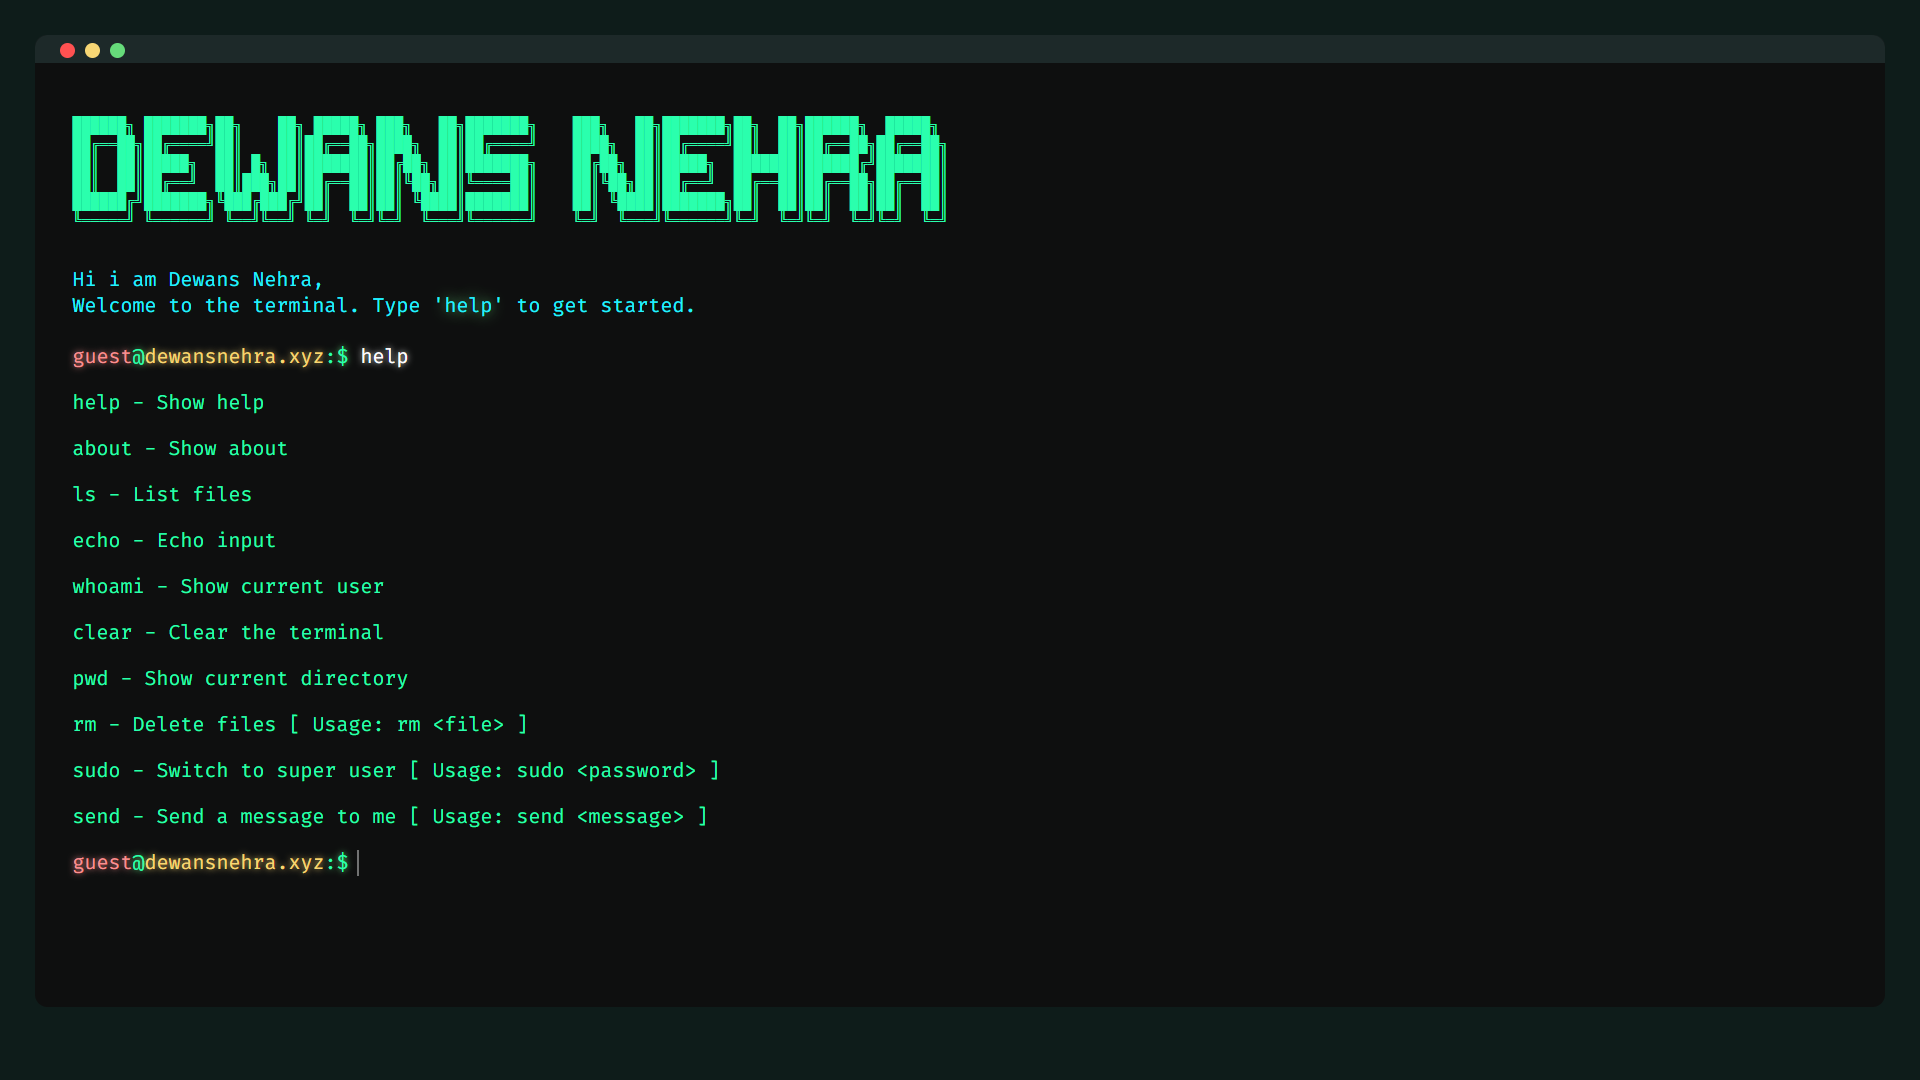 DEWANS NEHRA
Hi i am Dewans Nehra,
Welcome to the terminal. Type 'help' to get started.
guest@dewansnehra.xyz:$ help
help - Show help
about - Show about
ls - List files
echo - Echo input
whoami - Show current user
clear - Clear the terminal
pwd - Show current directory
rm - Delete files [ Usage: rm <file> ]
sudo - Switch to super user [ Usage: sudo <password> ]
send - Send a message to me [ Usage: send <message> ]
guest@dewansnehra.xyz:$